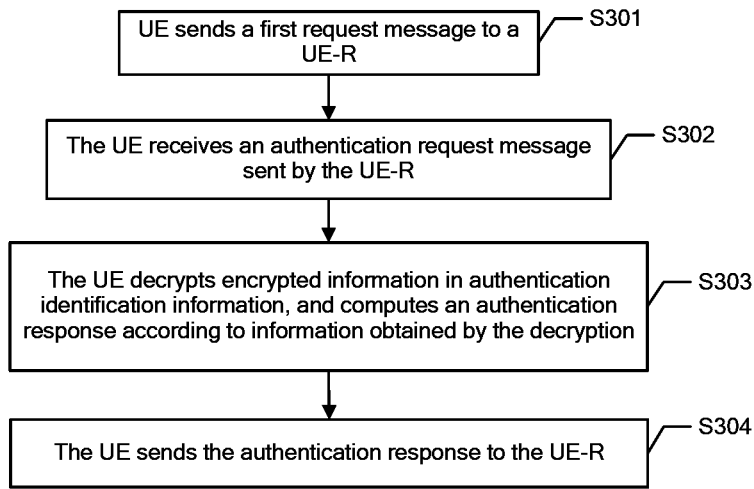 UE sends a first request message to a
UE-R
S301
The UE receives an authentication request message
sent by the UE-R
S302
The UE decrypts encrypted information in authentication
identification information, and computes an authentication
response according to information obtained by the decryption
S303
The UE sends the authentication response to the UE-R
S304